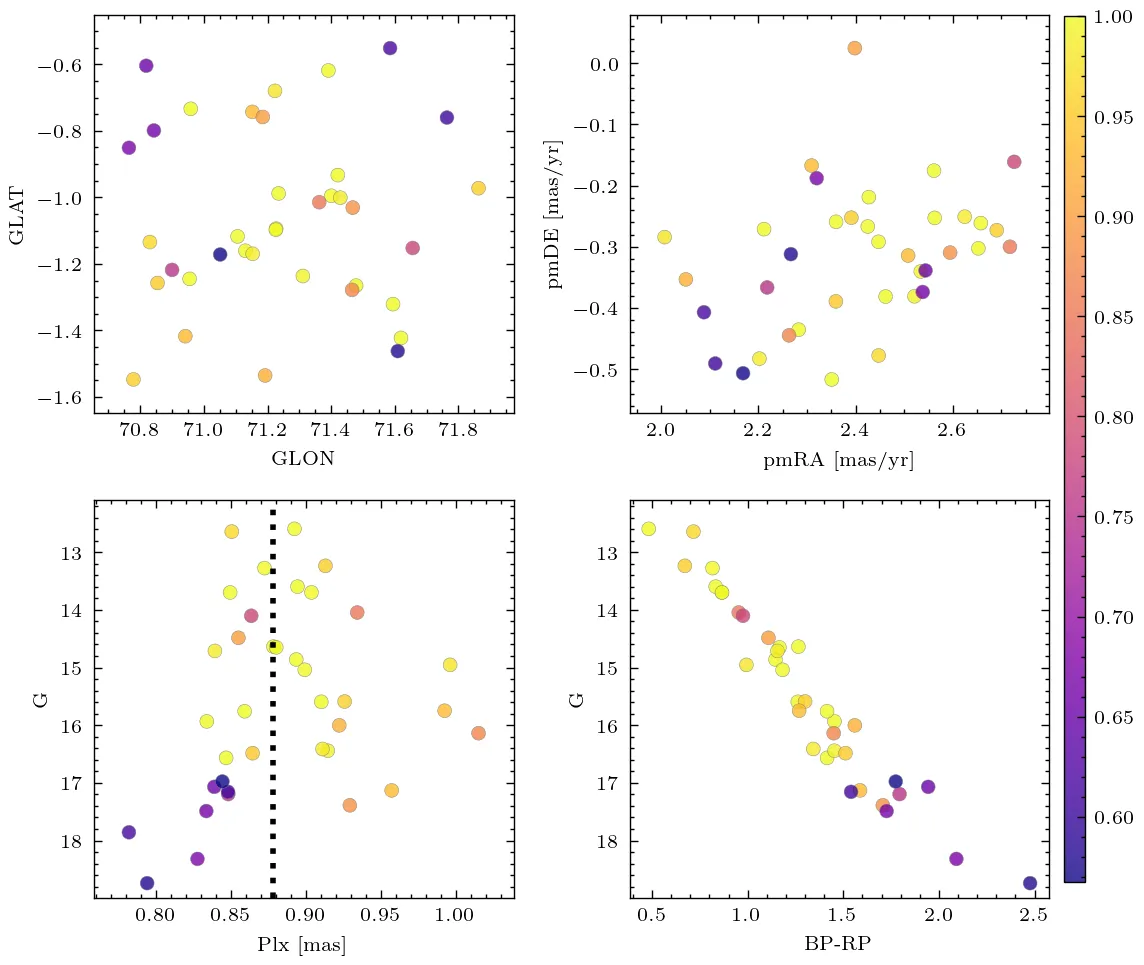 −0.6
−0.8
−1.0
−1.2
−1.4
−1.6
GLAT
70.8 71.0 71.2 71.4 71.6 71.8
GLON
0.0
−0.1
−0.2
−0.3
−0.4
−0.5
pmDE [mas/yr]
2.0 2.2 2.4 2.6
pmRA [mas/yr]
13
14
15
16
17
18
G
0.80 0.85 0.90 0.95 1.00
Plx [mas]
13
14
15
16
17
18
G
0.5 1.0 1.5 2.0 2.5
BP-RP
1.00
0.95
0.90
0.85
0.80
0.75
0.70
0.65
0.60